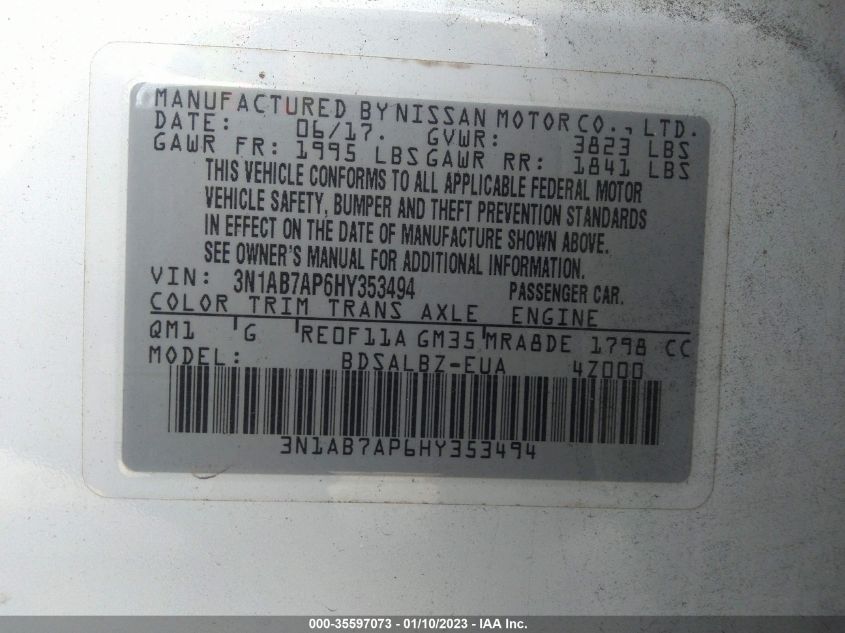 MANUFACTURED BY NISSAN MOTOR CO., LTD.
DATE: 06/17. GVWR: 3823 LBS
GAWR FR: 1995 LBS GAWR RR: 1841 LBS
THIS VEHICLE CONFORMS TO ALL APPLICABLE FEDERAL MOTOR
VEHICLE SAFETY, BUMPER AND THEFT PREVENTION STANDARDS
IN EFFECT ON THE DATE OF MANUFACTURE SHOWN ABOVE.
SEE OWNER'S MANUAL FOR ADDITIONAL INFORMATION.
VIN: 3N1AB7AP6HY353494 PASSENGER CAR.
COLOR TRIM TRANS AXLE ENGINE
QM1 G RE0F11A GM35 MRA8DE 1798 CC
MODEL: BDSALBZ-EUA 4Z000
3N1AB7AP6HY353494
000-35597073 - 01/10/2023 - IAA Inc.